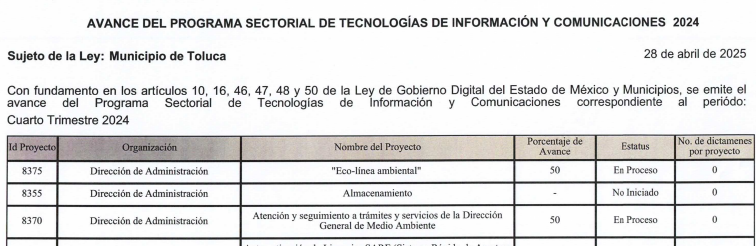 AVANCE DEL PROGRAMA SECTORIAL DE TECNOLOGÍAS DE INFORMACIÓN Y COMUNICACIONES 2024
Sujeto de la Ley: Municipio de Toluca
28 de abril de 2025
Con fundamento en los artículos 10, 16, 46, 47, 48 y 50 de la Ley de Gobierno Digital del Estado de México y Municipios, se emite el
avance del Programa Sectorial de Tecnologías de Información y Comunicaciones correspondiente al periódo:
Cuarto Trimestre 2024
Id Proyecto Organización Nombre del Proyecto Porcentaje de Avance Estatus No. de dictamenes por proyecto
8375 Dirección de Administración "Eco-línea ambiental" 50 En Proceso 0
8355 Dirección de Administración Almacenamiento - No Iniciado 0
8370 Dirección de Administración Atención y seguimiento a trámites y servicios de la Dirección General de Medio Ambiente 50 En Proceso 0